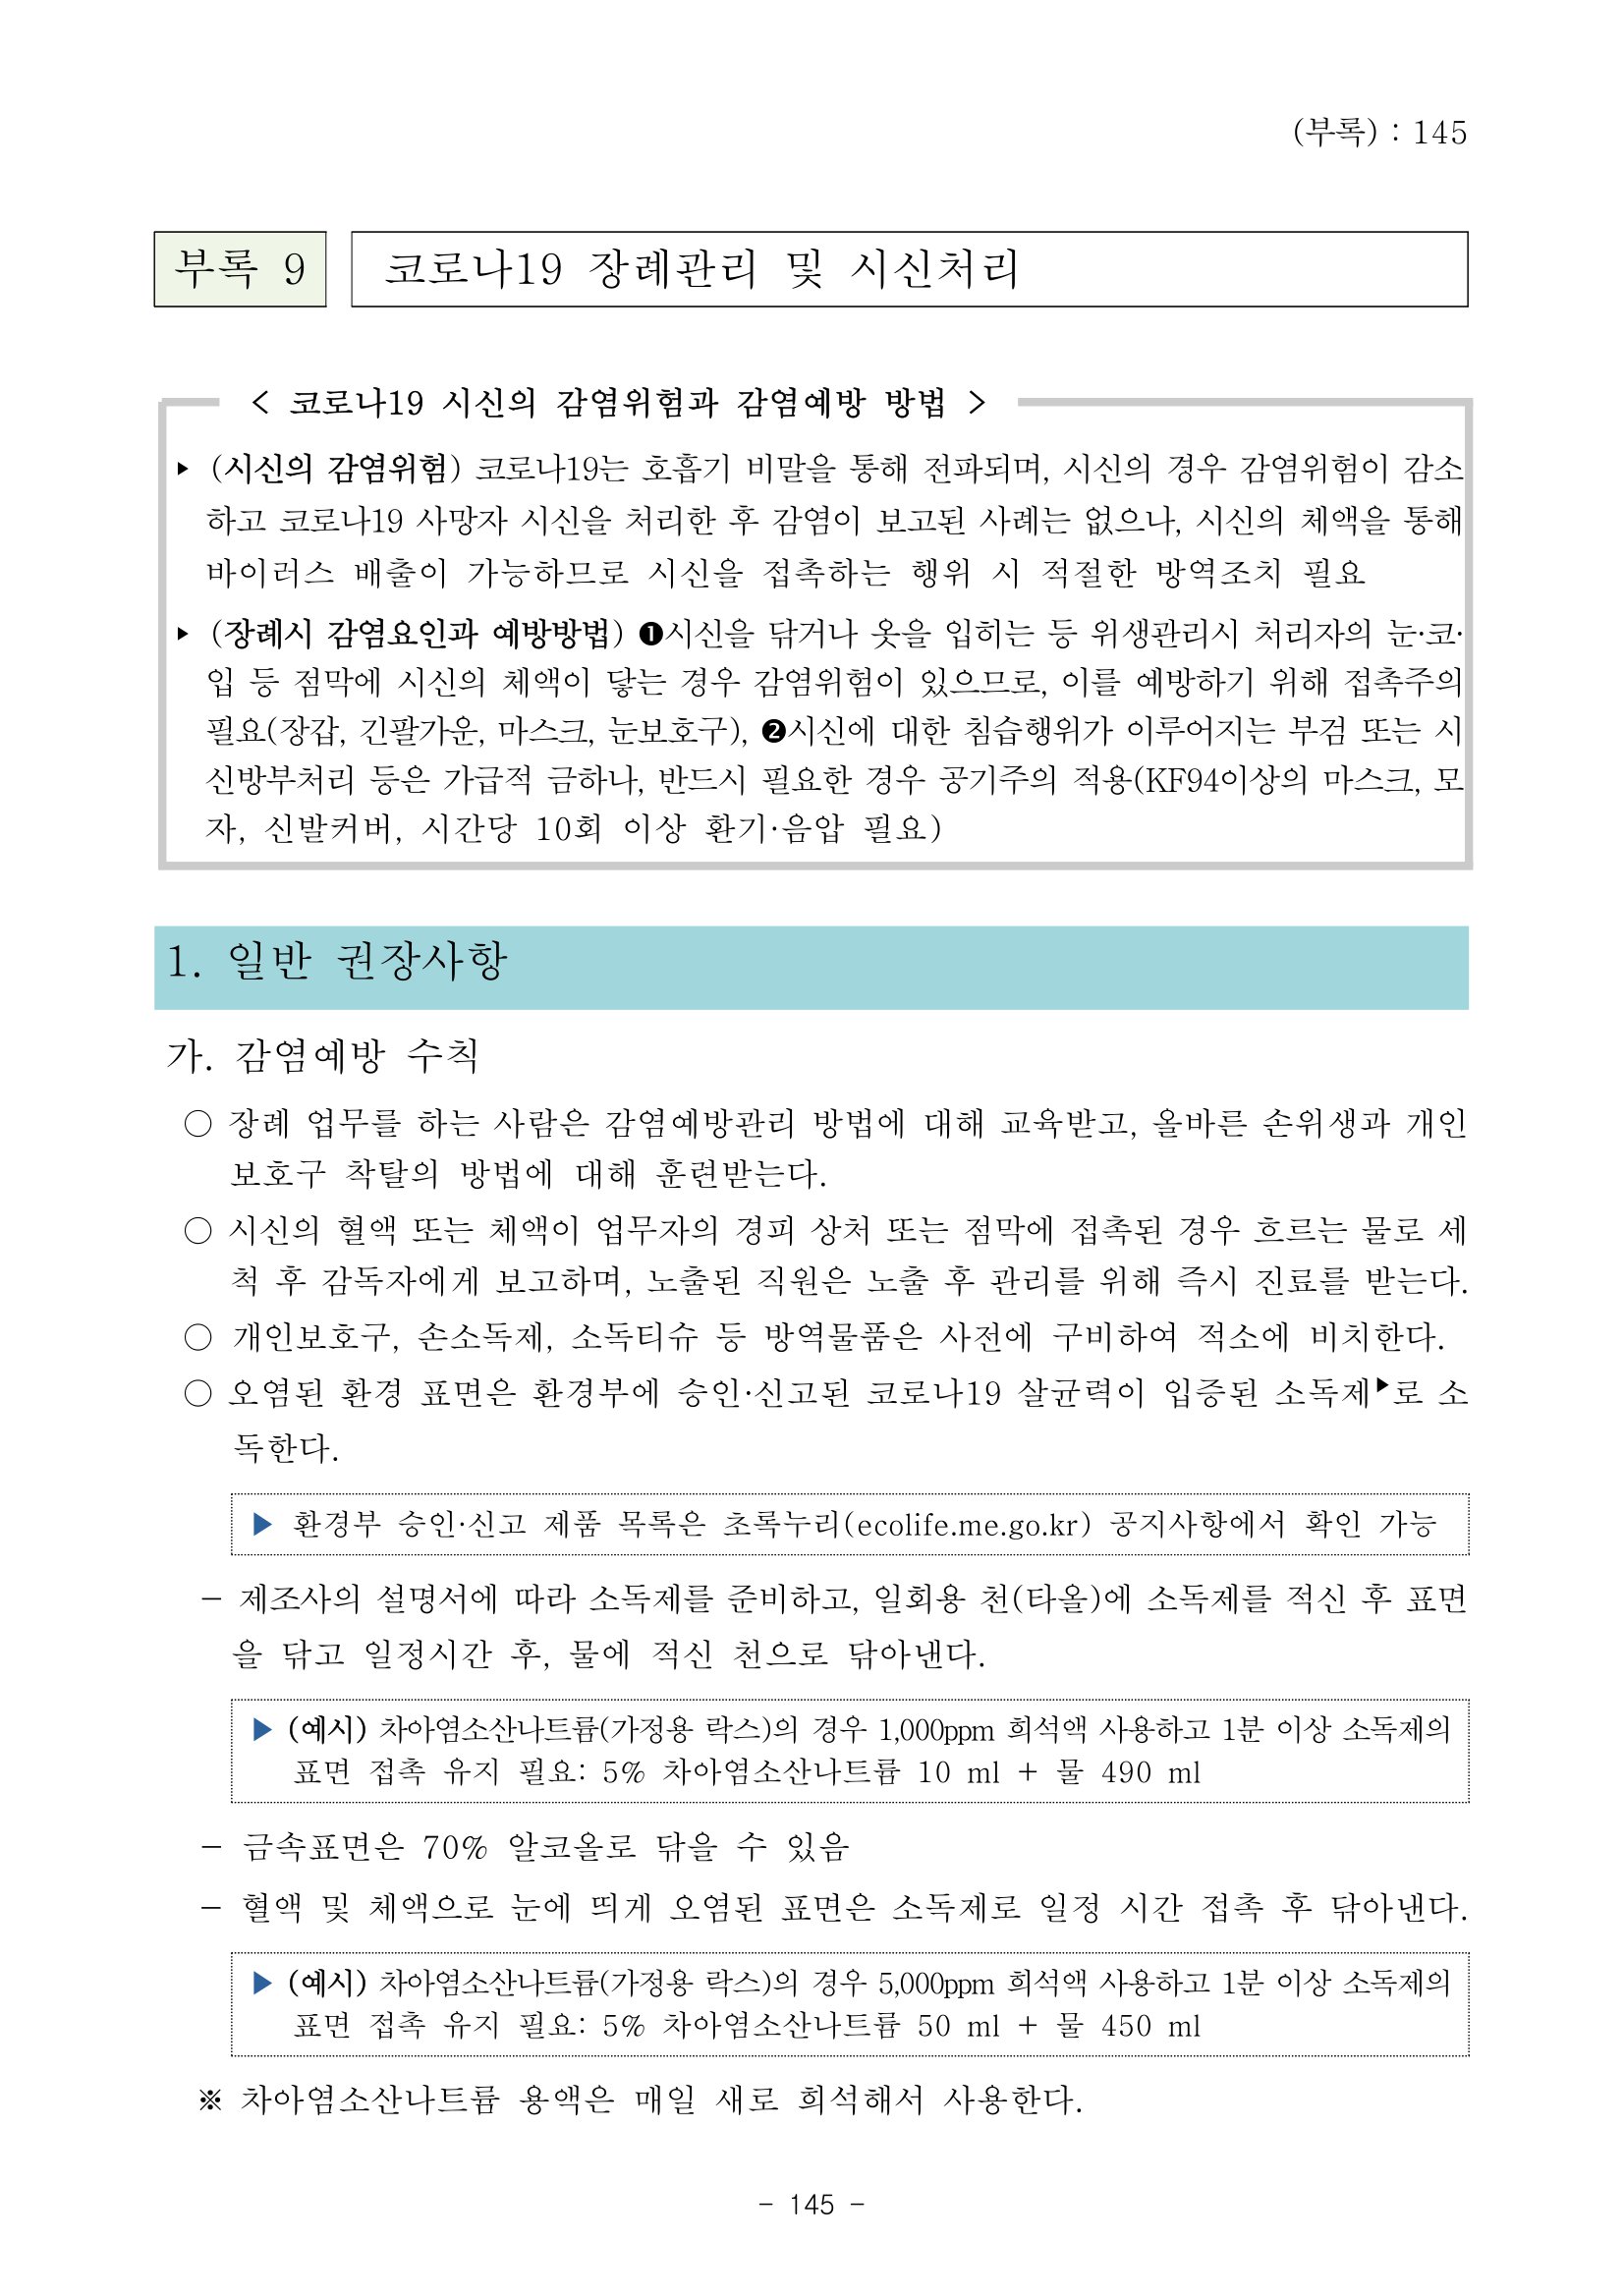 (부록) : 145
부록 9
코로나19 장례관리 및 시신처리
< 코로나19 시신의 감염위험과 감염예방 방법 >
▸ (시신의 감염위험) 코로나19는 호흡기 비말을 통해 전파되며, 시신의 경우 감염위험이 감소
하고 코로나19 사망자 시신을 처리한 후 감염이 보고된 사례는 없으나, 시신의 체액을 통해
바이러스 배출이 가능하므로 시신을 접촉하는 행위 시 적절한 방역조치 필요
▸ (장례시 감염요인과 예방방법) ❶시신을 닦거나 옷을 입히는 등 위생관리시 처리자의 눈·코·
입 등 점막에 시신의 체액이 닿는 경우 감염위험이 있으므로, 이를 예방하기 위해 접촉주의
필요(장갑, 긴팔가운, 마스크, 눈보호구), ❷시신에 대한 침습행위가 이루어지는 부검 또는 시
신방부처리 등은 가급적 금하나, 반드시 필요한 경우 공기주의 적용(KF94이상의 마스크, 모
자, 신발커버, 시간당 10회 이상 환기·음압 필요)
1. 일반 권장사항
가. 감염예방 수칙
○ 장례 업무를 하는 사람은 감염예방관리 방법에 대해 교육받고, 올바른 손위생과 개인
보호구 착탈의 방법에 대해 훈련받는다.
○ 시신의 혈액 또는 체액이 업무자의 경피 상처 또는 점막에 접촉된 경우 흐르는 물로 세
척 후 감독자에게 보고하며, 노출된 직원은 노출 후 관리를 위해 즉시 진료를 받는다.
○ 개인보호구, 손소독제, 소독티슈 등 방역물품은 사전에 구비하여 적소에 비치한다.
○ 오염된 환경 표면은 환경부에 승인·신고된 코로나19 살균력이 입증된 소독제▸로 소
독한다.
▶ 환경부 승인·신고 제품 목록은 초록누리(ecolife.me.go.kr) 공지사항에서 확인 가능
- 제조사의 설명서에 따라 소독제를 준비하고, 일회용 천(타올)에 소독제를 적신 후 표면
을 닦고 일정시간 후, 물에 적신 천으로 닦아낸다.
▶ (예시) 차아염소산나트륨(가정용 락스)의 경우 1,000ppm 희석액 사용하고 1분 이상 소독제의
표면 접촉 유지 필요: 5% 차아염소산나트륨 10 ml + 물 490 ml
- 금속표면은 70% 알코올로 닦을 수 있음
- 혈액 및 체액으로 눈에 띄게 오염된 표면은 소독제로 일정 시간 접촉 후 닦아낸다.
▶ (예시) 차아염소산나트륨(가정용 락스)의 경우 5,000ppm 희석액 사용하고 1분 이상 소독제의
표면 접촉 유지 필요: 5% 차아염소산나트륨 50 ml + 물 450 ml
※ 차아염소산나트륨 용액은 매일 새로 희석해서 사용한다.
- 145 -